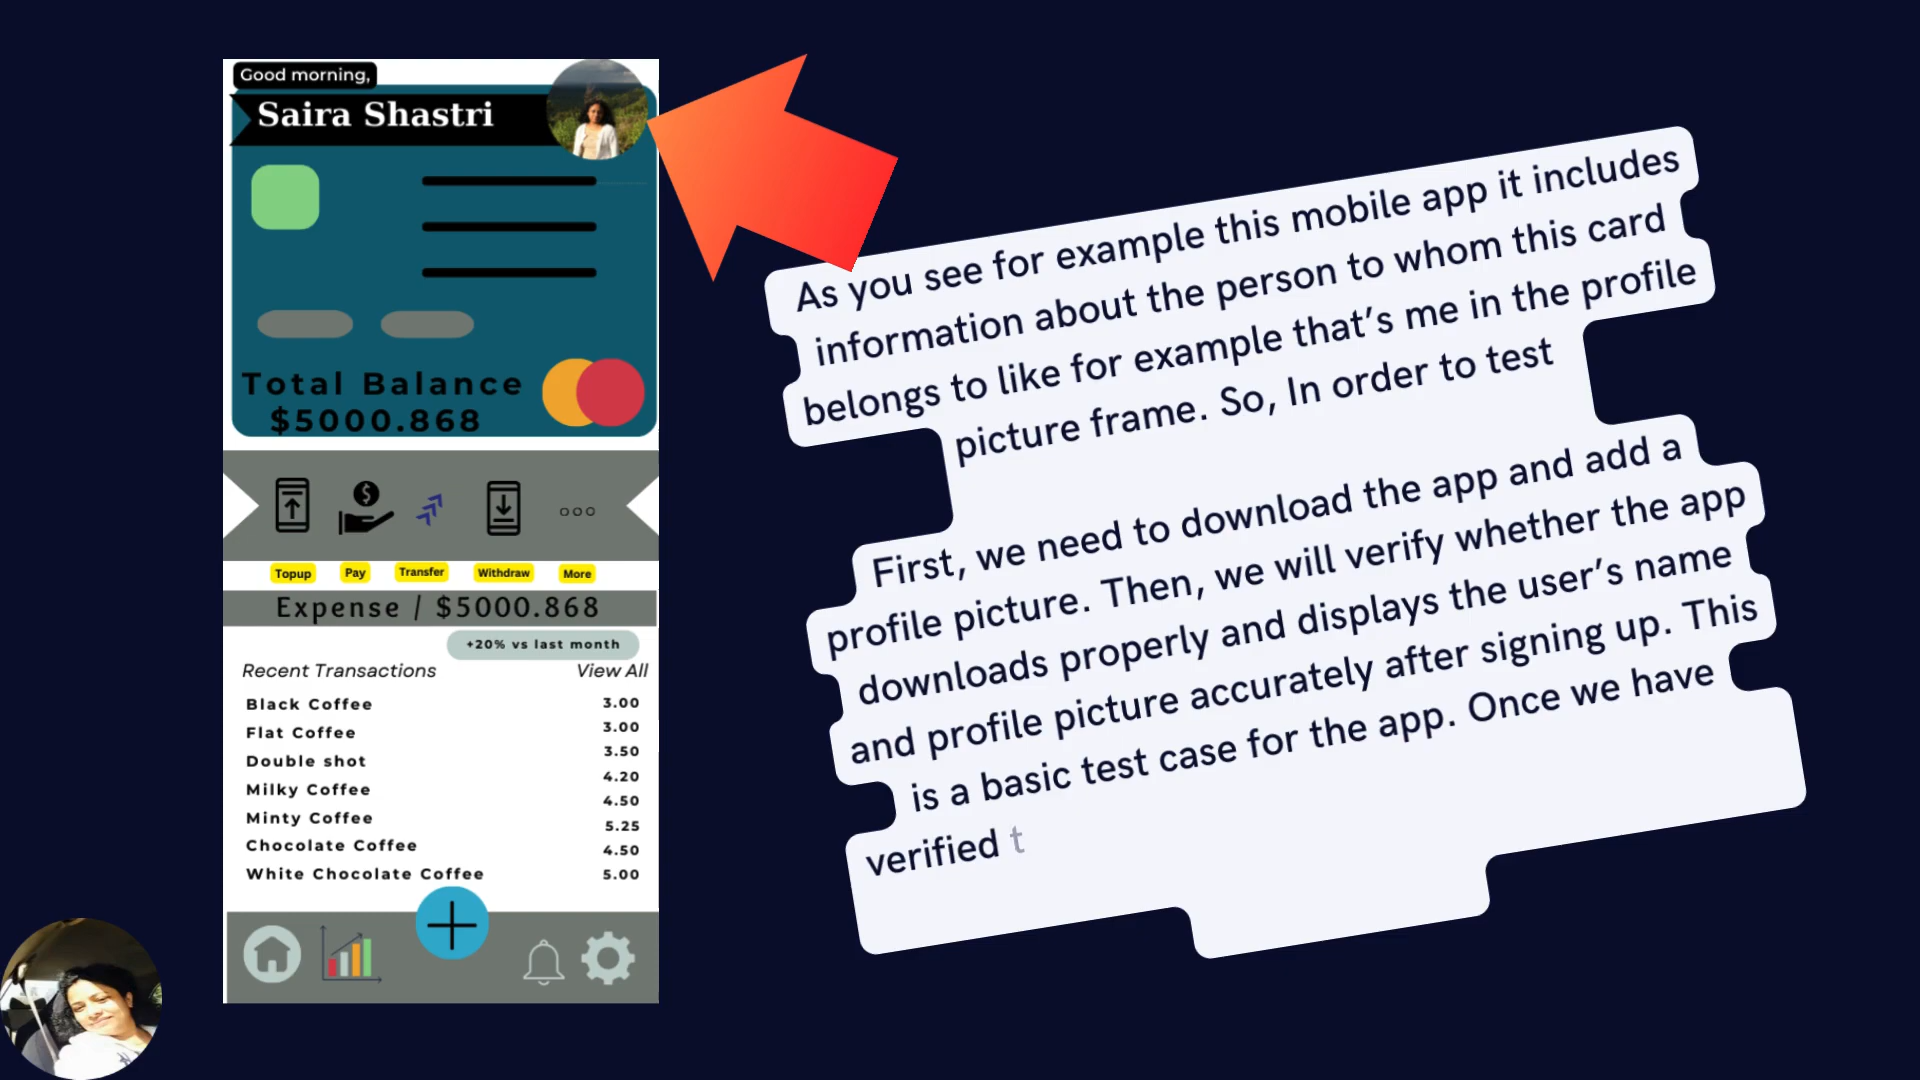 Good morning,
Saira Shastri
Total Balance
$5000.868
Topup Pay Transfer Withdraw More
Expense / $5000.868
+20% vs last month
Recent Transactions View All
Black Coffee 3.00
Flat Coffee 3.00
Double shot 3.50
Milky Coffee 4.20
Minty Coffee 4.50
Chocolate Coffee 5.25
White Chocolate Coffee 4.50
5.00
As you see for example this mobile app it includes
information about the person to whom this card
belongs to like for example that's me in the profile
picture frame. So, In order to test
First, we need to download the app and add a
profile picture. Then, we will verify whether the app
downloads properly and displays the user's name
and profile picture accurately after signing up. This
is a basic test case for the app. Once we have
verified t